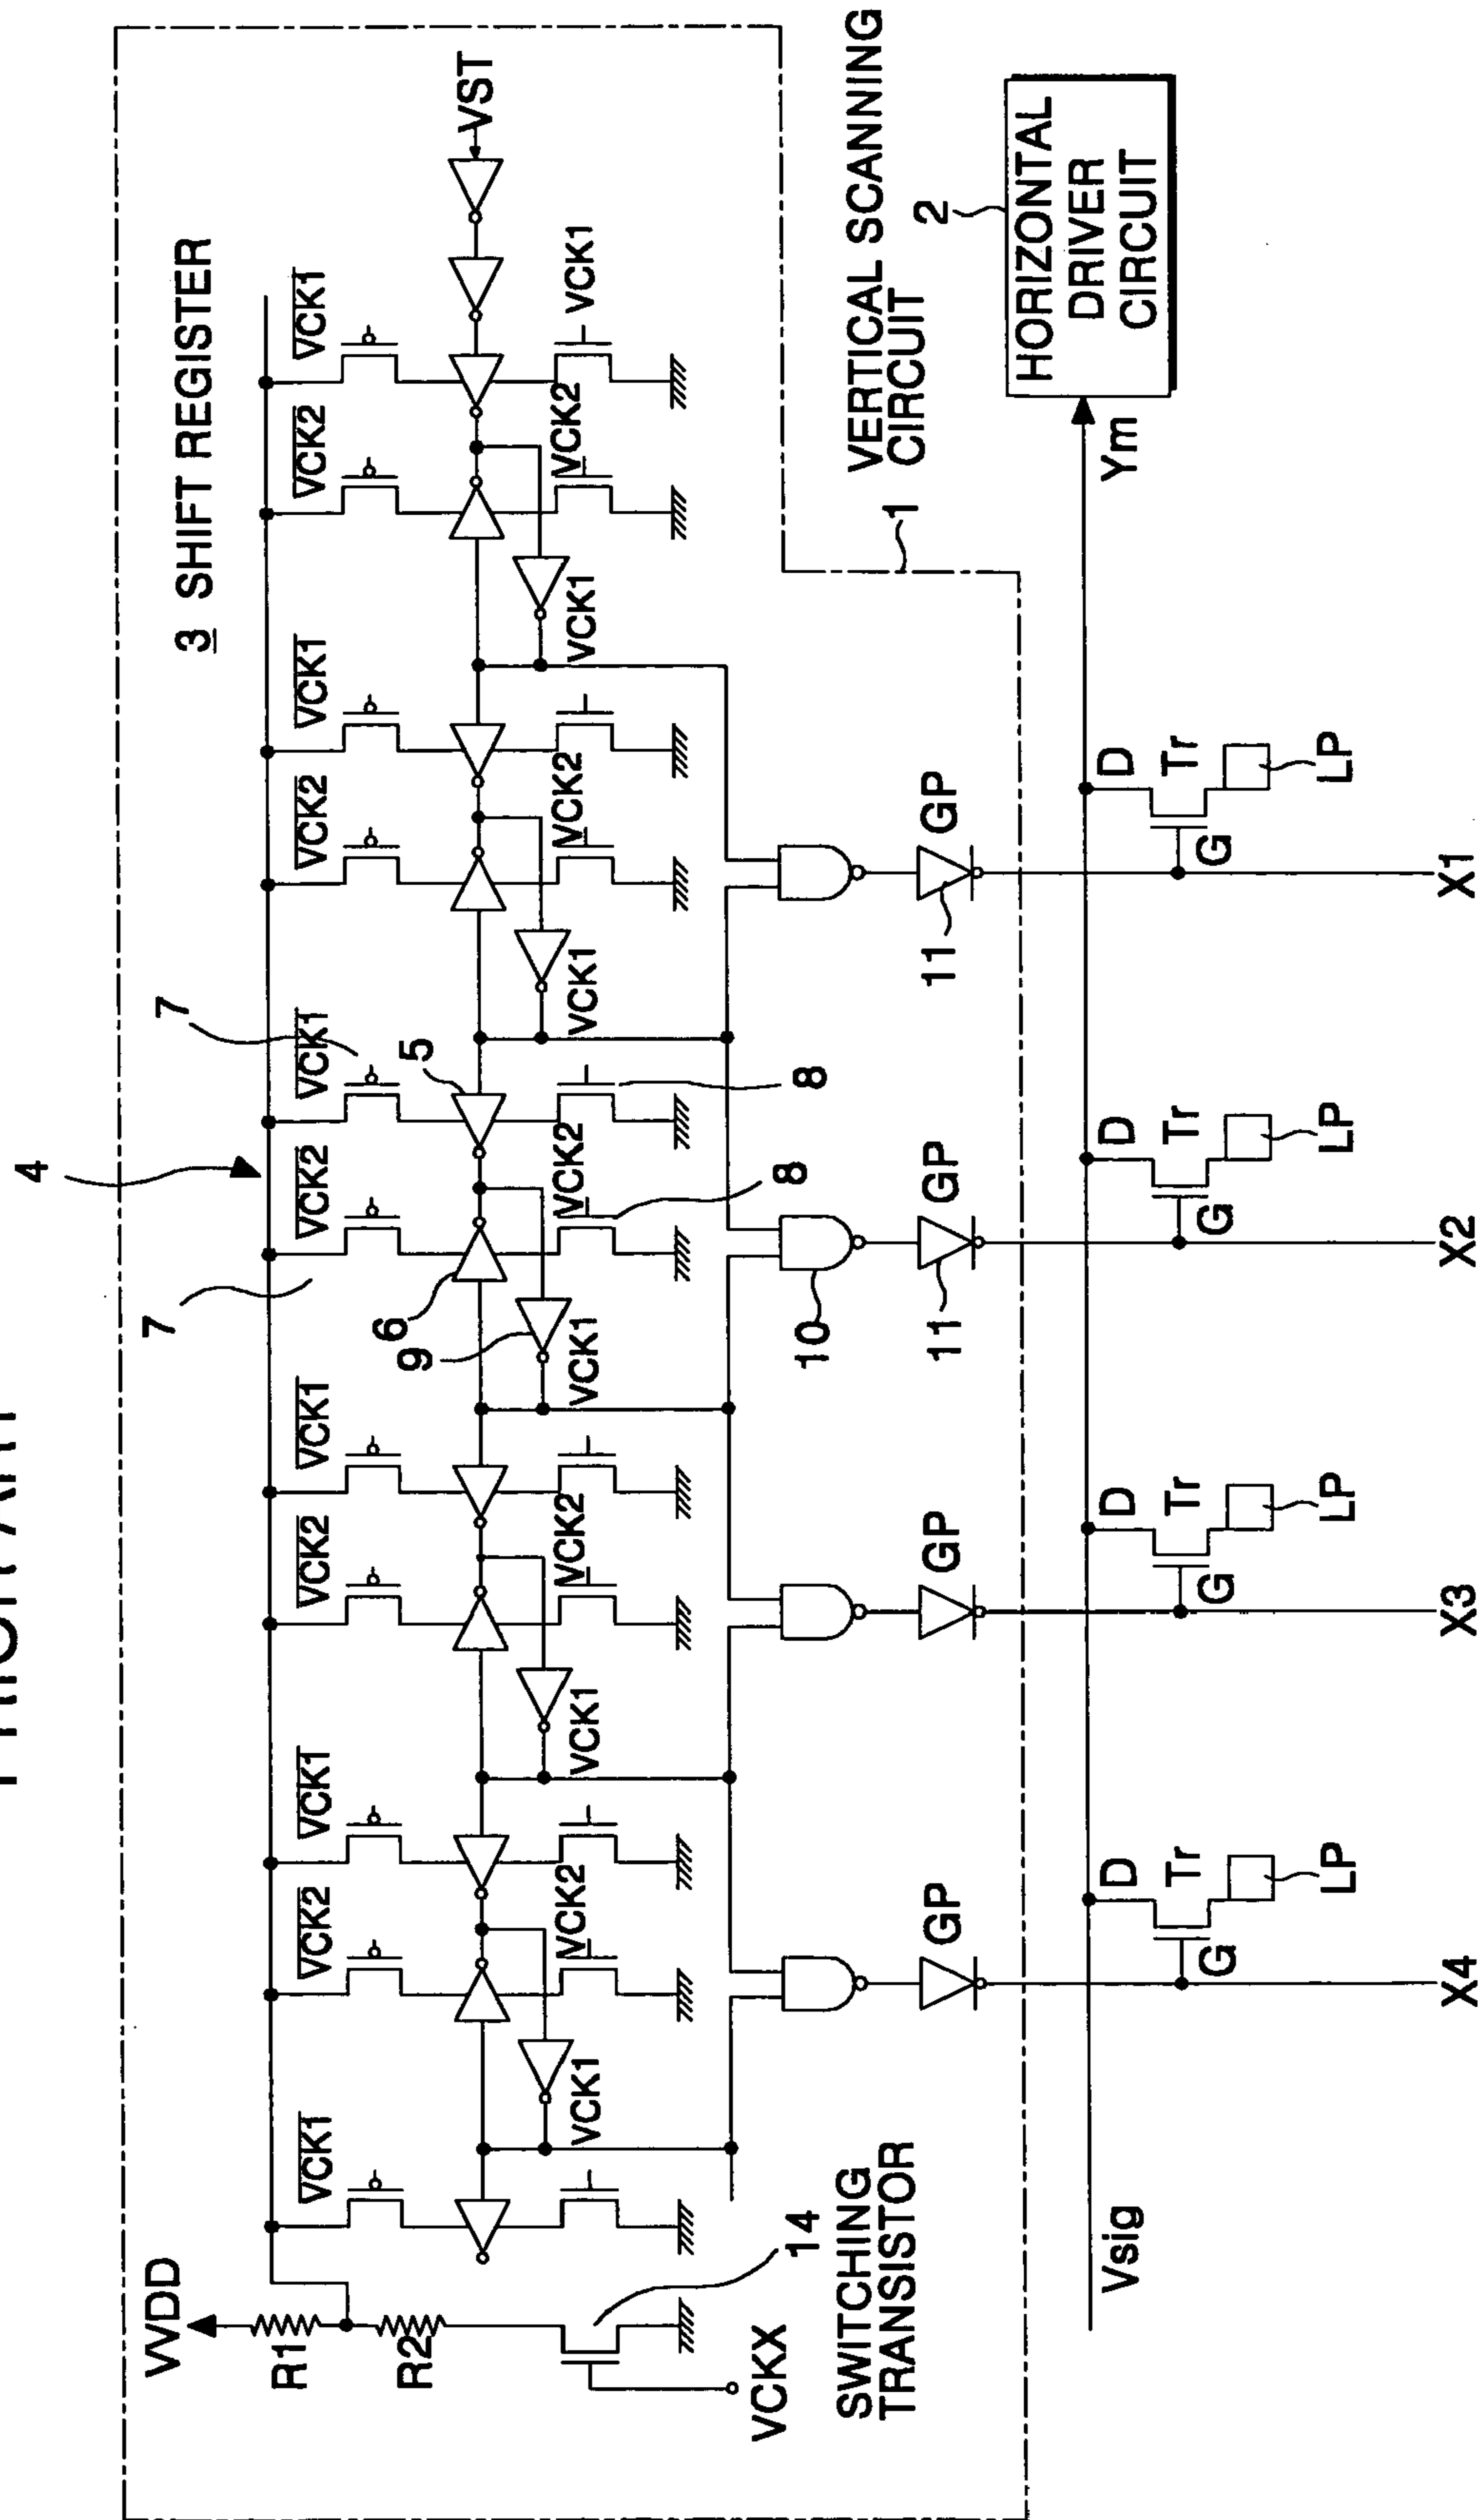 PRIOR ART
4
3 SHIFT REGISTER
VVDD
R1
R2
VCKX
14
SWITCHING
TRANSISTOR
7
7
VCK1
VCK2
VCK1
VCK2
VCK1
VCK2
VCK1
VCK2
VCK1
VCK2
VCK1
VST
5
6
9
8
8
VCK1
VCK2
VCK1
VCK2
VCK1
VCK2
VCK1
VCK2
VCK1
VCK2
VCK1
10
11
11
GP
GP
GP
GP
1
VERTICAL SCANNING
CIRCUIT
2
HORIZONTAL
DRIVER
CIRCUIT
Vsig
Ym
D
Tr
G
LP
D
Tr
G
LP
D
Tr
G
LP
D
Tr
G
LP
X4
X3
X2
X1